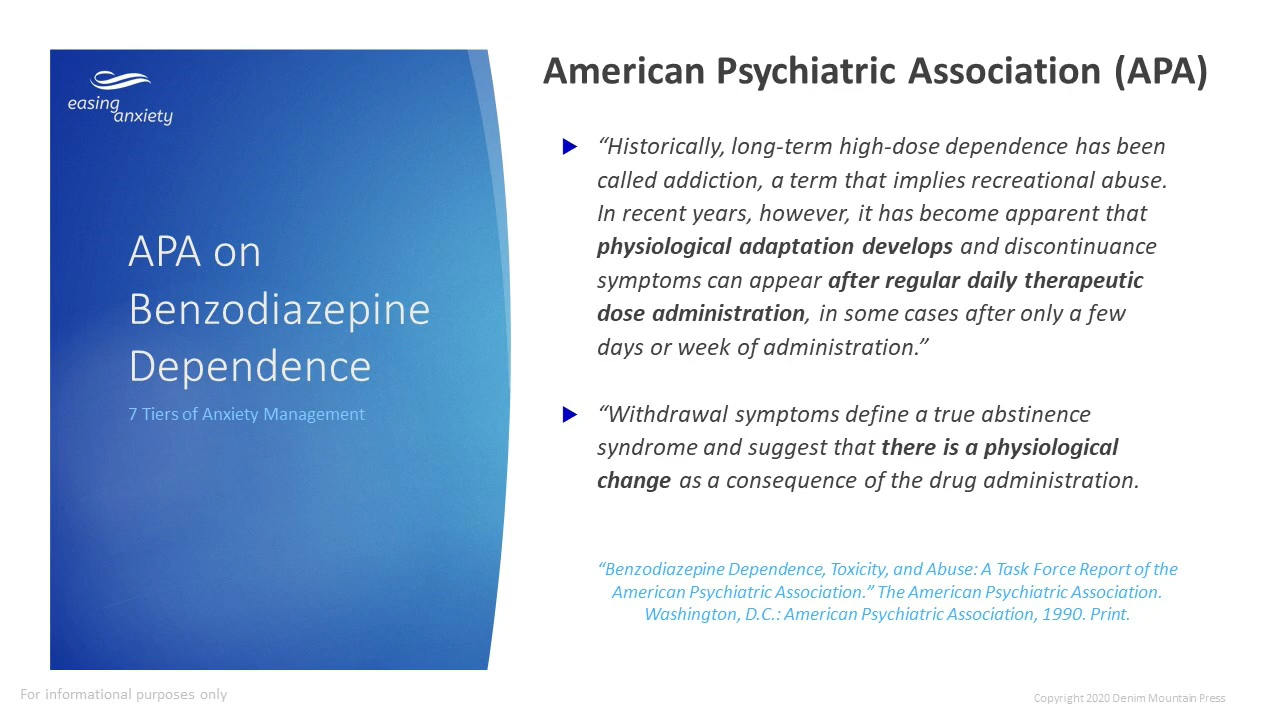 easing
anxiety
APA on
Benzodiazepine
Dependence
7 Tiers of Anxiety Management
American Psychiatric Association (APA)
“Historically, long-term high-dose dependence has been
called addiction, a term that implies recreational abuse.
In recent years, however, it has become apparent that
physiological adaptation develops and discontinuance
symptoms can appear after regular daily therapeutic
dose administration, in some cases after only a few
days or week of administration.”
“Withdrawal symptoms define a true abstinence
syndrome and suggest that there is a physiological
change as a consequence of the drug administration.
“Benzodiazepine Dependence, Toxicity, and Abuse: A Task Force Report of the
American Psychiatric Association.” The American Psychiatric Association.
Washington, D.C.: American Psychiatric Association, 1990. Print.
For informational purposes only
Copyright 2020 Denim Mountain Press